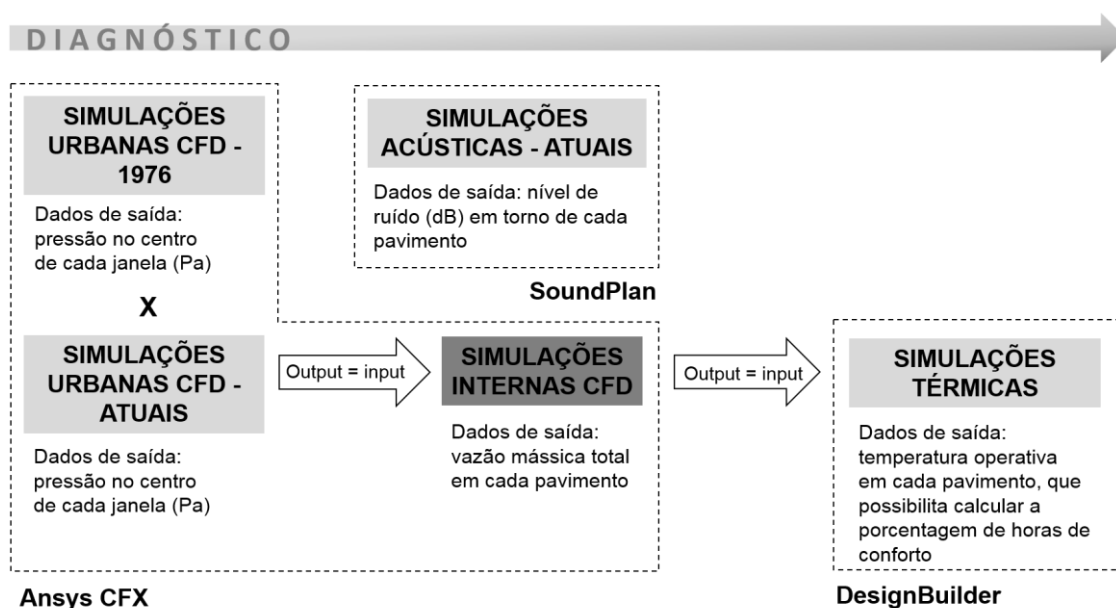 DIAGNÓSTICO
SIMULAÇÕES
URBANAS CFD -
1976
Dados de saída:
pressão no centro
de cada janela (Pa)
X
SIMULAÇÕES
URBANAS CFD -
ATUAIS
Dados de saída:
pressão no centro
de cada janela (Pa)
Ansys CFX
SIMULAÇÕES
ACÚSTICAS - ATUAIS
Dados de saída: nível de
ruído (dB) em torno de cada
pavimento
SoundPlan
Output = input
SIMULAÇÕES
INTERNAS CFD
Dados de saída:
vazão mássica total
em cada pavimento
Output = input
SIMULAÇÕES
TÉRMICAS
Dados de saída:
temperatura operativa
em cada pavimento, que
possibilita calcular a
porcentagem de horas de
conforto
DesignBuilder